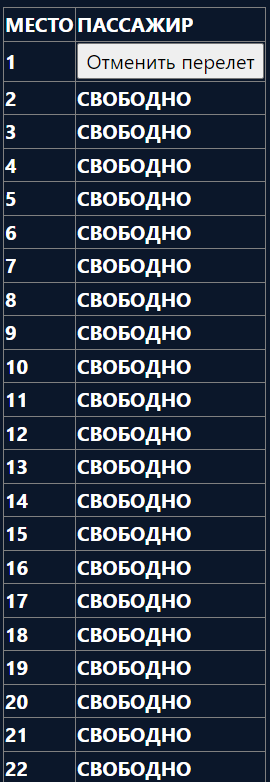 МЕСТО ПАССАЖИР
1 Отменить перелет
2 СВОБОДНО
3 СВОБОДНО
4 СВОБОДНО
5 СВОБОДНО
6 СВОБОДНО
7 СВОБОДНО
8 СВОБОДНО
9 СВОБОДНО
10 СВОБОДНО
11 СВОБОДНО
12 СВОБОДНО
13 СВОБОДНО
14 СВОБОДНО
15 СВОБОДНО
16 СВОБОДНО
17 СВОБОДНО
18 СВОБОДНО
19 СВОБОДНО
20 СВОБОДНО
21 СВОБОДНО
22 СВОБОДНО